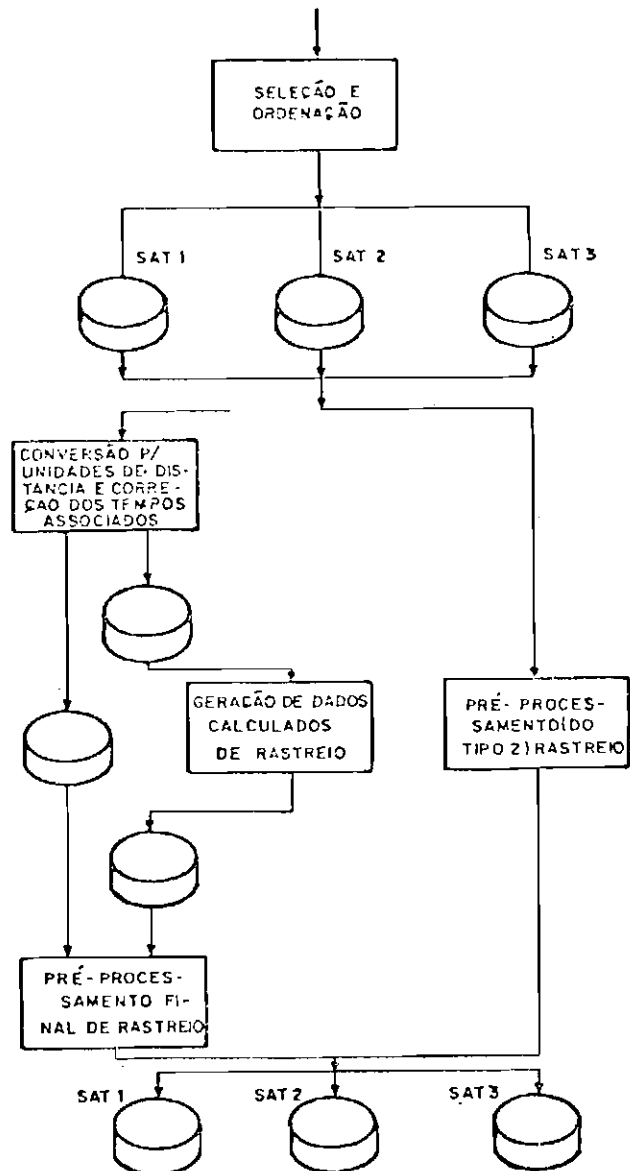 SELEÇÃO E
ORDENAÇÃO
SAT 1
SAT 2
SAT 3
CONVERSÃO P/
UNIDADES DE DIS-
TÂNCIA E CORRE-
ÇÃO DOS TEMPOS
ASSOCIADOS
GERAÇÃO DE DADOS
CALCULADOS
DE RASTREIO
PRÉ-PROCES-
SAMENTO(DO
TIPO 2) RASTREIO
PRÉ-PROCES-
SAMENTO FI-
NAL DE RASTREIO
SAT 1
SAT 2
SAT 3